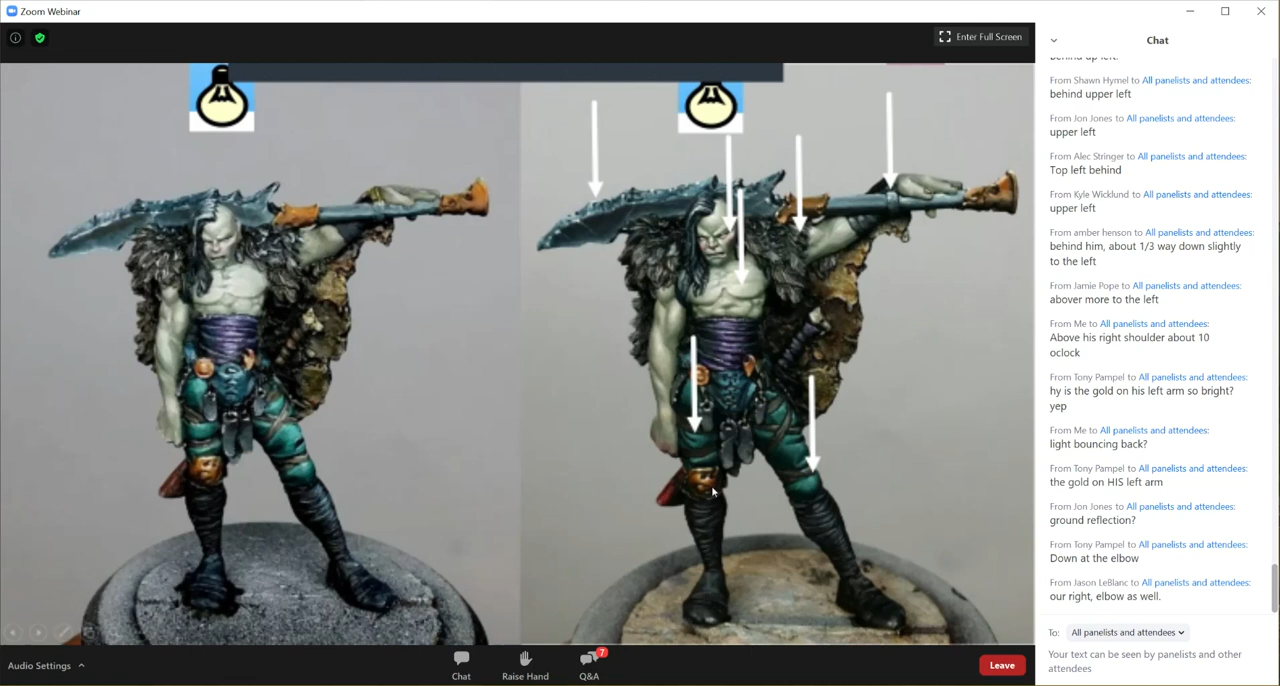 Zoom Webinar
Enter Full Screen
Chat
Behind up left.
From Shawn Hymel to All panelists and attendees:
behind upper left
From Jon Jones to All panelists and attendees:
upper left
From Alec Stringer to All panelists and attendees:
Top left behind
From Kyle Wicklund to All panelists and attendees:
upper left
From amber henson to All panelists and attendees:
behind him, about 1/3 way down slightly
to the left
From Jamie Pope to All panelists and attendees:
abover more to the left
From Me to All panelists and attendees:
Above his right shoulder about 10
oclock
From Tony Pampel to All panelists and attendees:
hy is the gold on his left arm so bright?
yep
From Me to All panelists and attendees:
light bouncing back?
From Tony Pampel to All panelists and attendees:
the gold on HIS left arm
From Jon Jones to All panelists and attendees:
ground reflection?
From Tony Pampel to All panelists and attendees:
Down at the elbow
From Jason LeBlanc to All panelists and attendees:
our right, elbow as well.
To: All panelists and attendees
Your text can be seen by panelists and other
attendees
Audio Settings
Chat
Raise Hand
7
Q&A
Leave